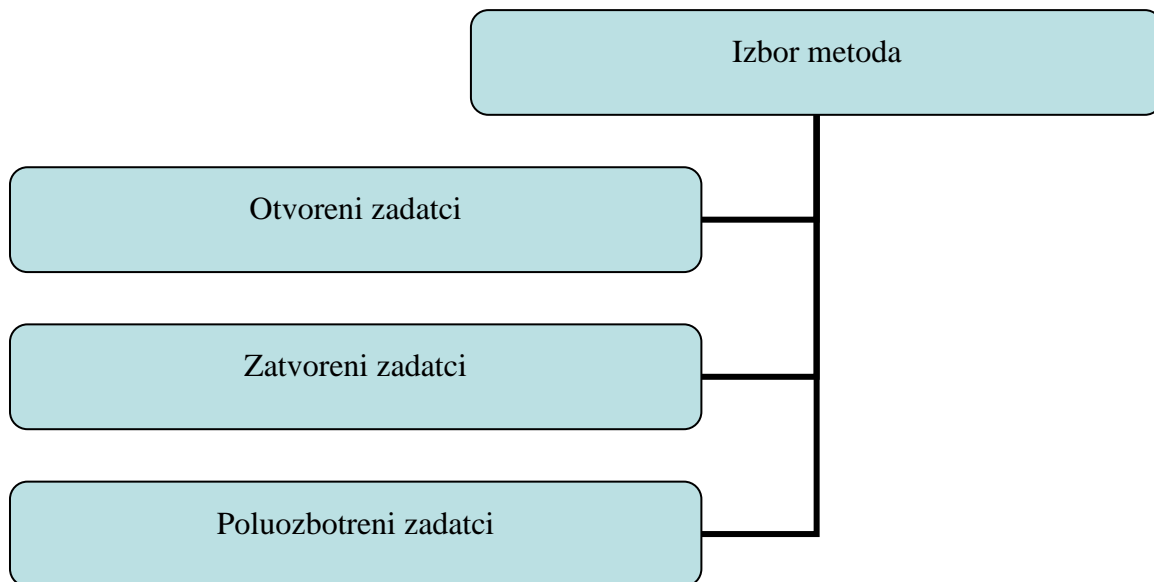 Izbor metoda
Otvoreni zadatci
Zatvoreni zadatci
Poluozbotreni zadatci